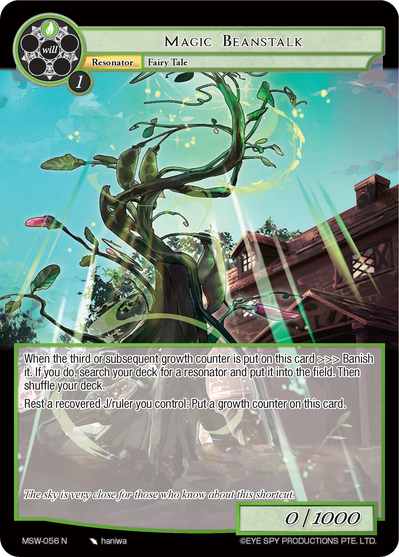 Magic Beanstalk
will
Resonator
Fairy Tale
1
When the third or subsequent growth counter is put on this card >>> Banish
it. If you do, search your deck for a resonator and put it into the field. Then
shuffle your deck.
Rest a recovered J/ruler you control: Put a growth counter on this card.
The sky is very close for those who know about this shortcut.
0 / 1000
MSW-056 N haniwa
©EYE SPY PRODUCTIONS PTE. LTD.